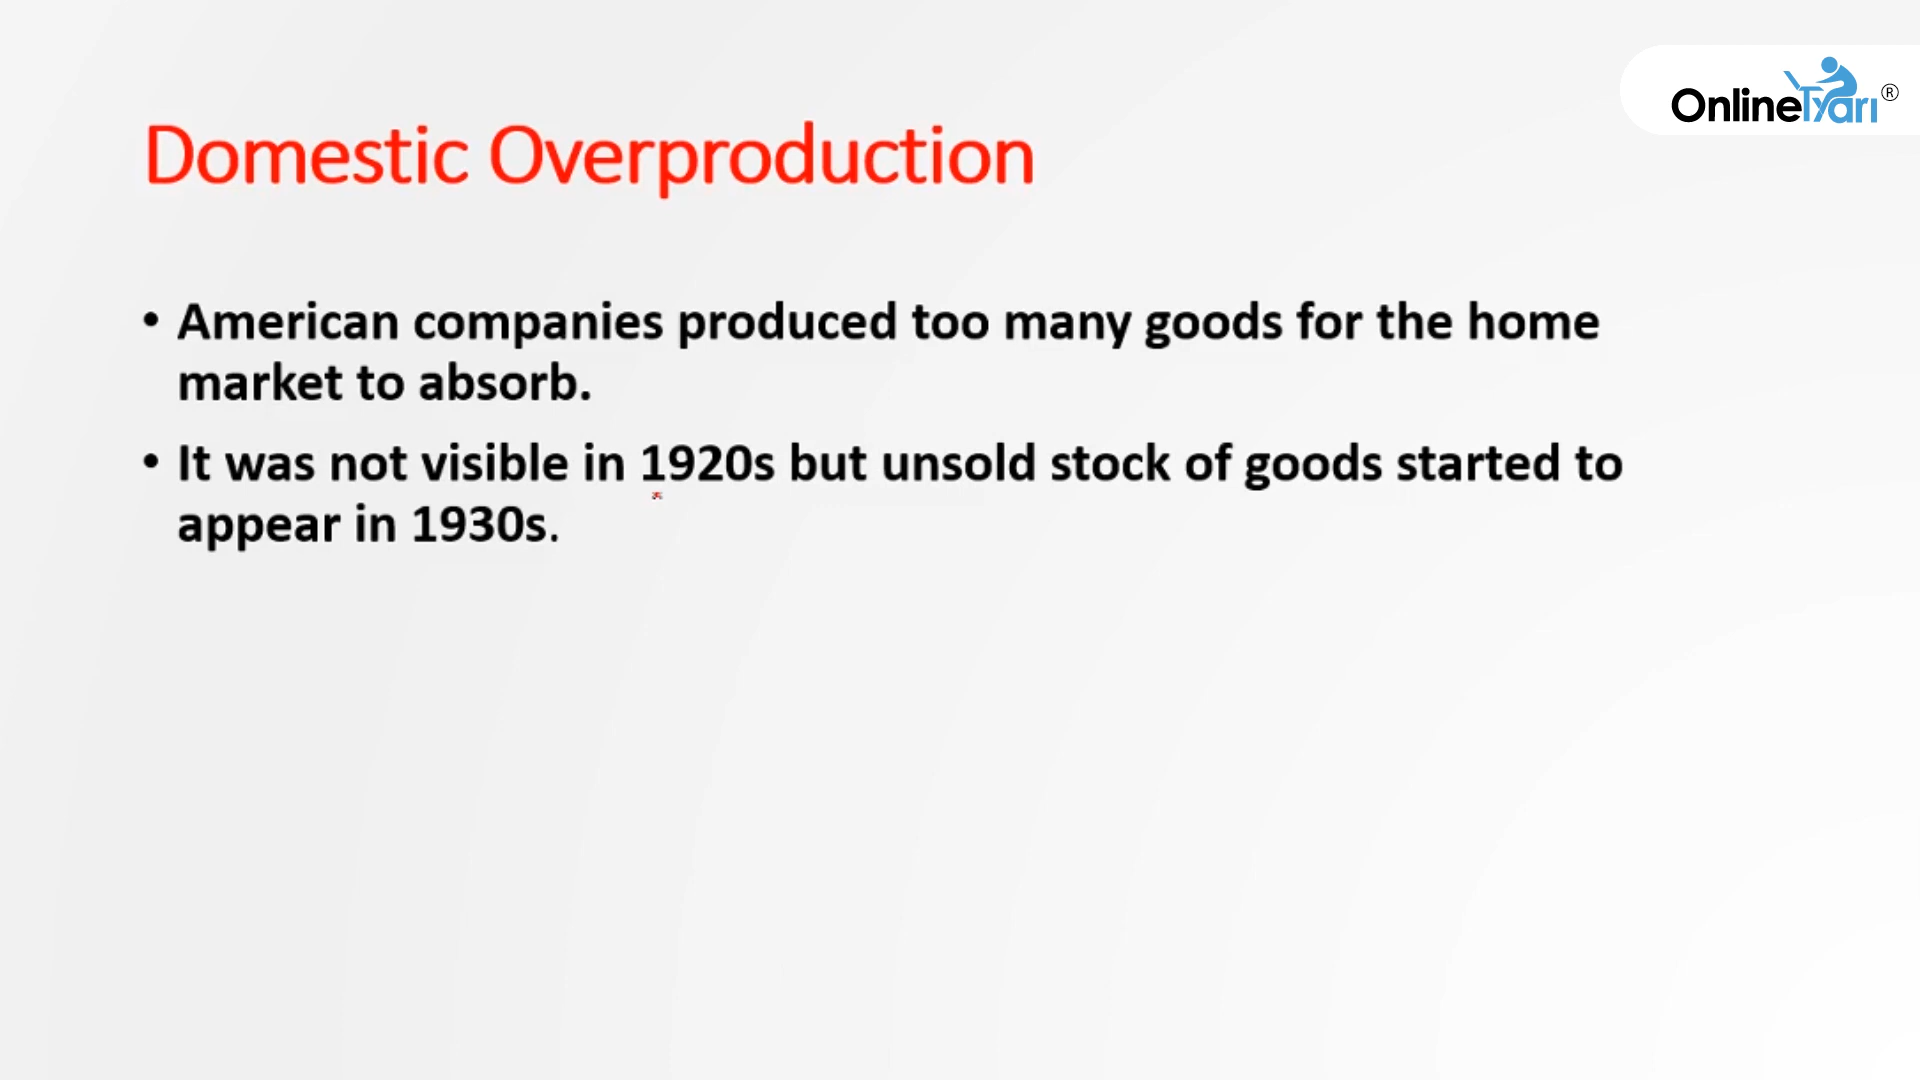 OnlineTyari®
Domestic Overproduction
• American companies produced too many goods for the home
market to absorb.
• It was not visible in 1920s but unsold stock of goods started to
appear in 1930s.